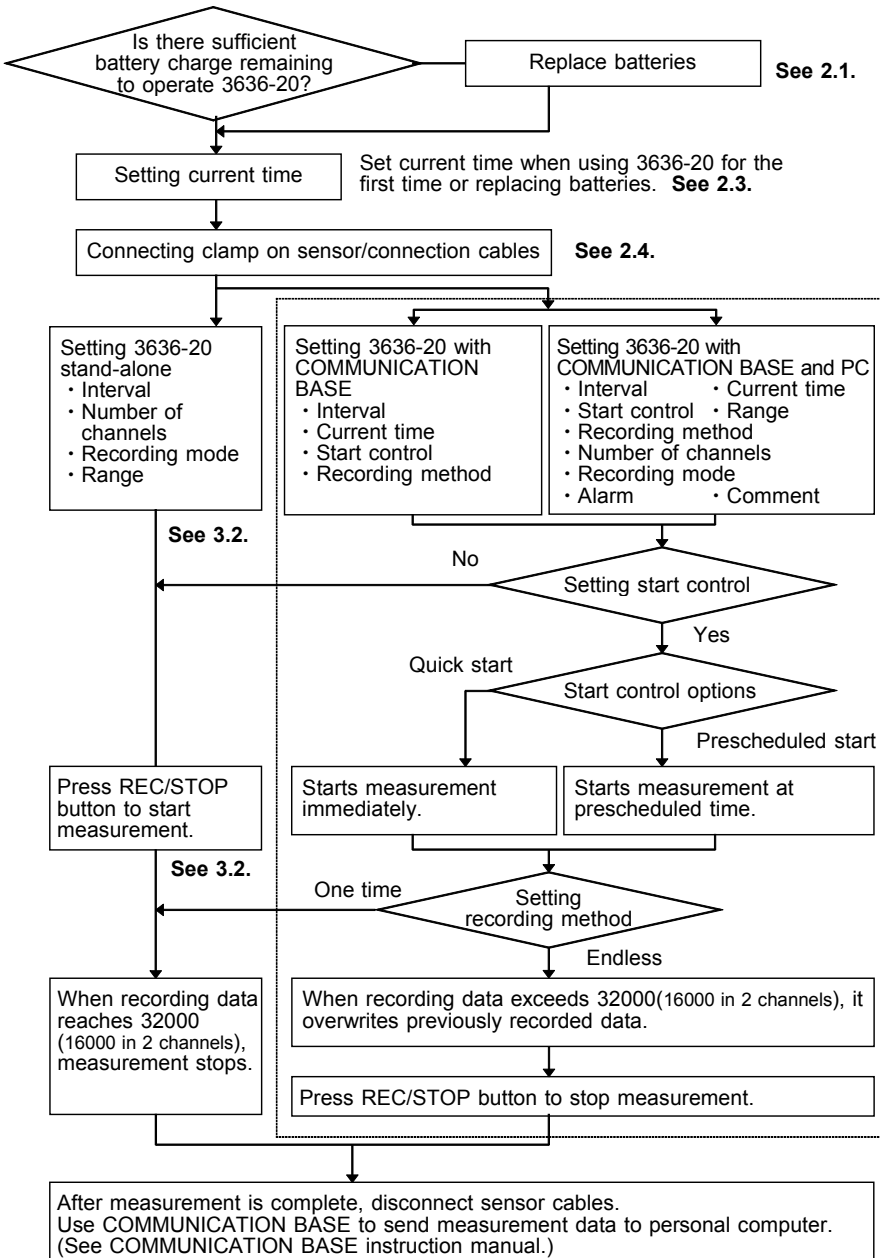 Is there sufficient
battery charge remaining
to operate 3636-20?
Replace batteries
See 2.1.
Setting current time
Set current time when using 3636-20 for the
first time or replacing batteries. See 2.3.
Connecting clamp on sensor/connection cables
See 2.4.
Setting 3636-20
stand-alone
・Interval
・Number of
channels
・Recording mode
・Range
Setting 3636-20 with
COMMUNICATION
BASE
・Interval
・Current time
・Start control
・Recording method
Setting 3636-20 with
COMMUNICATION BASE and PC
・Interval ・Current time
・Start control ・Range
・Recording method
・Number of channels
・Recording mode
・Alarm ・Comment
See 3.2.
No
Setting start control
Yes
Quick start
Start control options
Prescheduled start
Press REC/STOP
button to start
measurement.
Starts measurement
immediately.
Starts measurement at
prescheduled time.
See 3.2.
One time
Setting
recording method
Endless
When recording data
reaches 32000
(16000 in 2 channels),
measurement stops.
When recording data exceeds 32000(16000 in 2 channels), it
overwrites previously recorded data.
Press REC/STOP button to stop measurement.
After measurement is complete, disconnect sensor cables.
Use COMMUNICATION BASE to send measurement data to personal computer.
(See COMMUNICATION BASE instruction manual.)